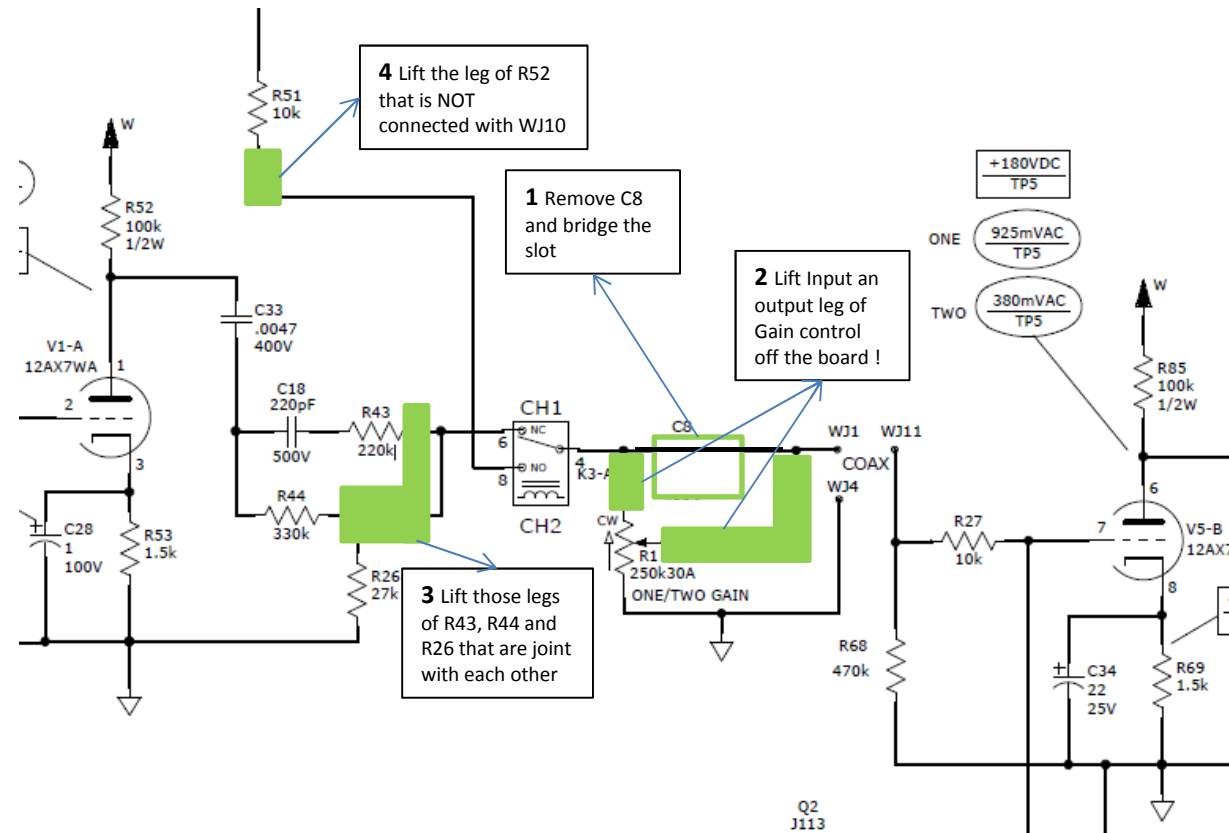 4 Lift the leg of R52
that is NOT
connected with WJ10
R51
10k
W
R52
100k
1/2W
1 Remove C8
and bridge the
slot
2 Lift Input an
output leg of
Gain control
off the board !
+180VDC
TP5
ONE
925mVAC
TP5
TWO
380mVAC
TP5
W
R85
100k
1/2W
C33
.0047
400V
V1-A
12AX7WA
1
2
3
C18
220pF
500V
R43
220k
R44
330k
CH1
NC
6
4
K3-A
NO
8
CH2
C8
WJ1
WJ11
COAX
WJ4
C28
1
100V
+
R53
1.5k
R26
27k
CW
R1
250k30A
ONE/TWO GAIN
3 Lift those legs
of R43, R44 and
R26 that are joint
with each other
R27
10k
6
7
V5-B
12AX7
8
R68
470k
+
C34
22
25V
R69
1.5k
Q2
J113